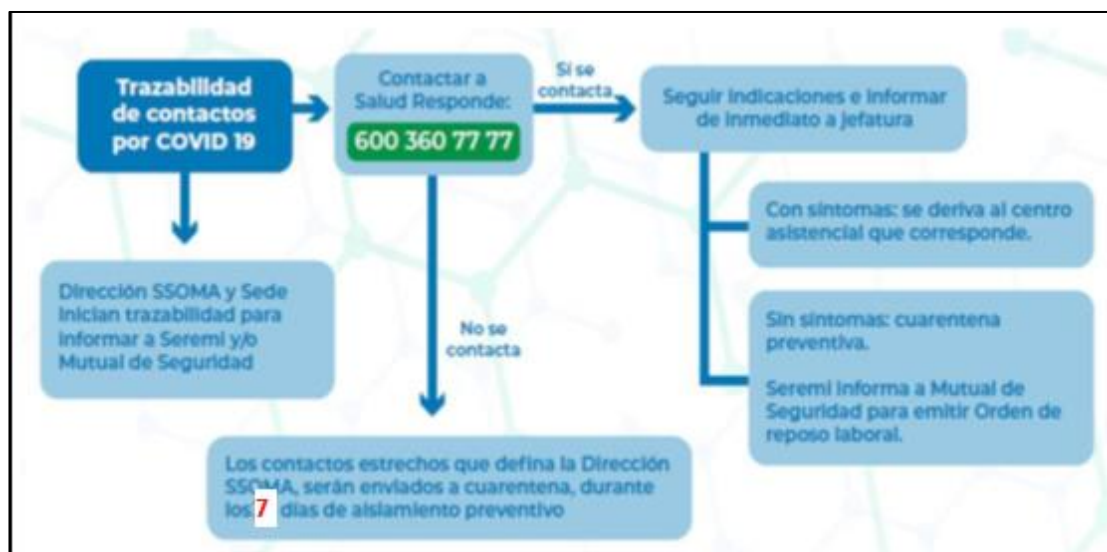 Trazabilidad
de contactos
por COVID 19
Contactar a
Salud Responde:
600 360 77 77
Sí se
contacta
Seguir indicaciones e informar
de inmediato a jefatura
Con síntomas: se deriva al centro
asistencial que corresponde.
Sin síntomas: cuarentena
preventiva.
Seremi informa a Mutual de
Seguridad para emitir Orden de
reposo laboral.
Dirección SSOMA y Sede
inician trazabilidad para
informar a Seremi y/o
Mutual de Seguridad
No se
contacta
Los contactos estrechos que defina la Dirección
SSOMA, serán enviados a cuarentena, durante
los 7 días de aislamiento preventivo